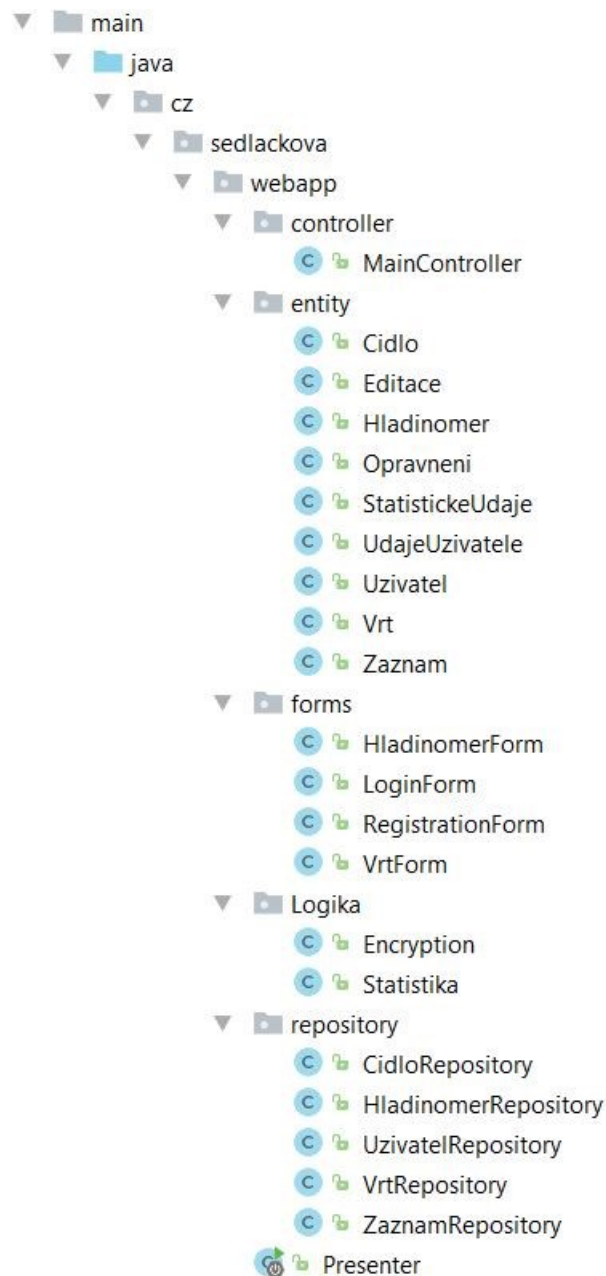 main
java
cz
sedlackova
webapp
controller
MainController
entity
Cidlo
Editace
Hladinomer
Opravneni
StatistickeUdaje
UdajeUzivatele
Uzivatel
Vrt
Zaznam
forms
HladinomerForm
LoginForm
RegistrationForm
VrtForm
Logika
Encryption
Statistika
repository
CidloRepository
HladinomerRepository
UzivatelRepository
VrtRepository
ZaznamRepository
Presenter